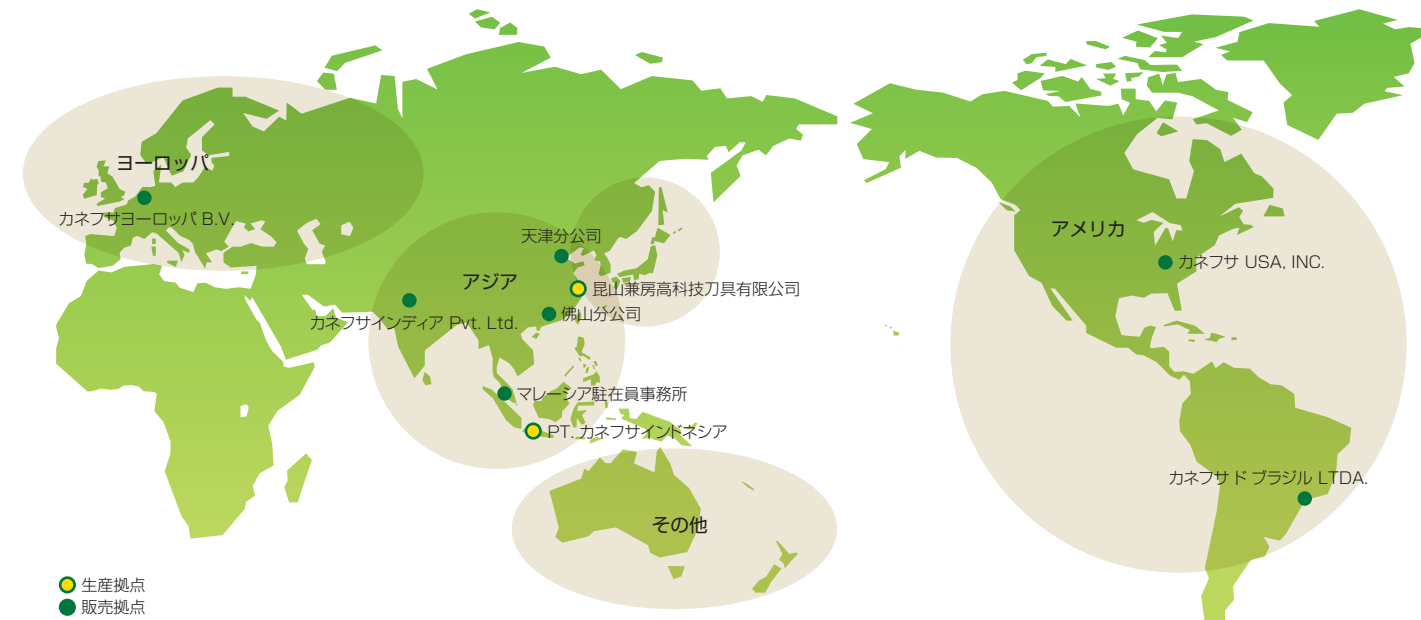 ヨーロッパ
カネフサヨーロッパ B.V.
天津分公司
アジア
昆山兼房高科技刀具有限公司
カネフサインディア Pvt. Ltd.
佛山分公司
マレーシア駐在員事務所
PT. カネフサインドネシア
その他
アメリカ
カネフサ USA, INC.
カネフサ ド ブラジル LTDA.
生産拠点
販売拠点